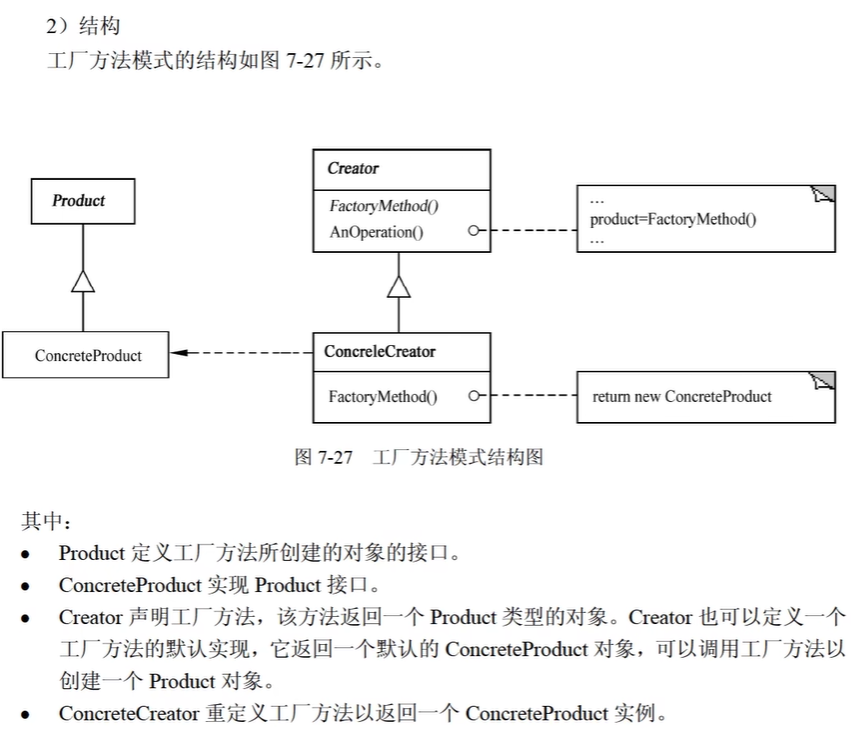 2）结构
工厂方法模式的结构如图 7-27 所示。
Creator
Product
FactoryMethod()
AnOperation()
...
product=FactoryMethod()
...
ConcreteProduct
ConcreleCreator
FactoryMethod()
return new ConcreteProduct
图 7-27 工厂方法模式结构图
其中：
● Product 定义工厂方法所创建的对象的接口。
● ConcreteProduct 实现 Product 接口。
● Creator 声明工厂方法，该方法返回一个 Product 类型的对象。Creator 也可以定义一个
工厂方法的默认实现，它返回一个默认的 ConcreteProduct 对象，可以调用工厂方法以
创建一个 Product 对象。
● ConcreteCreator 重定义工厂方法以返回一个 ConcreteProduct 实例。